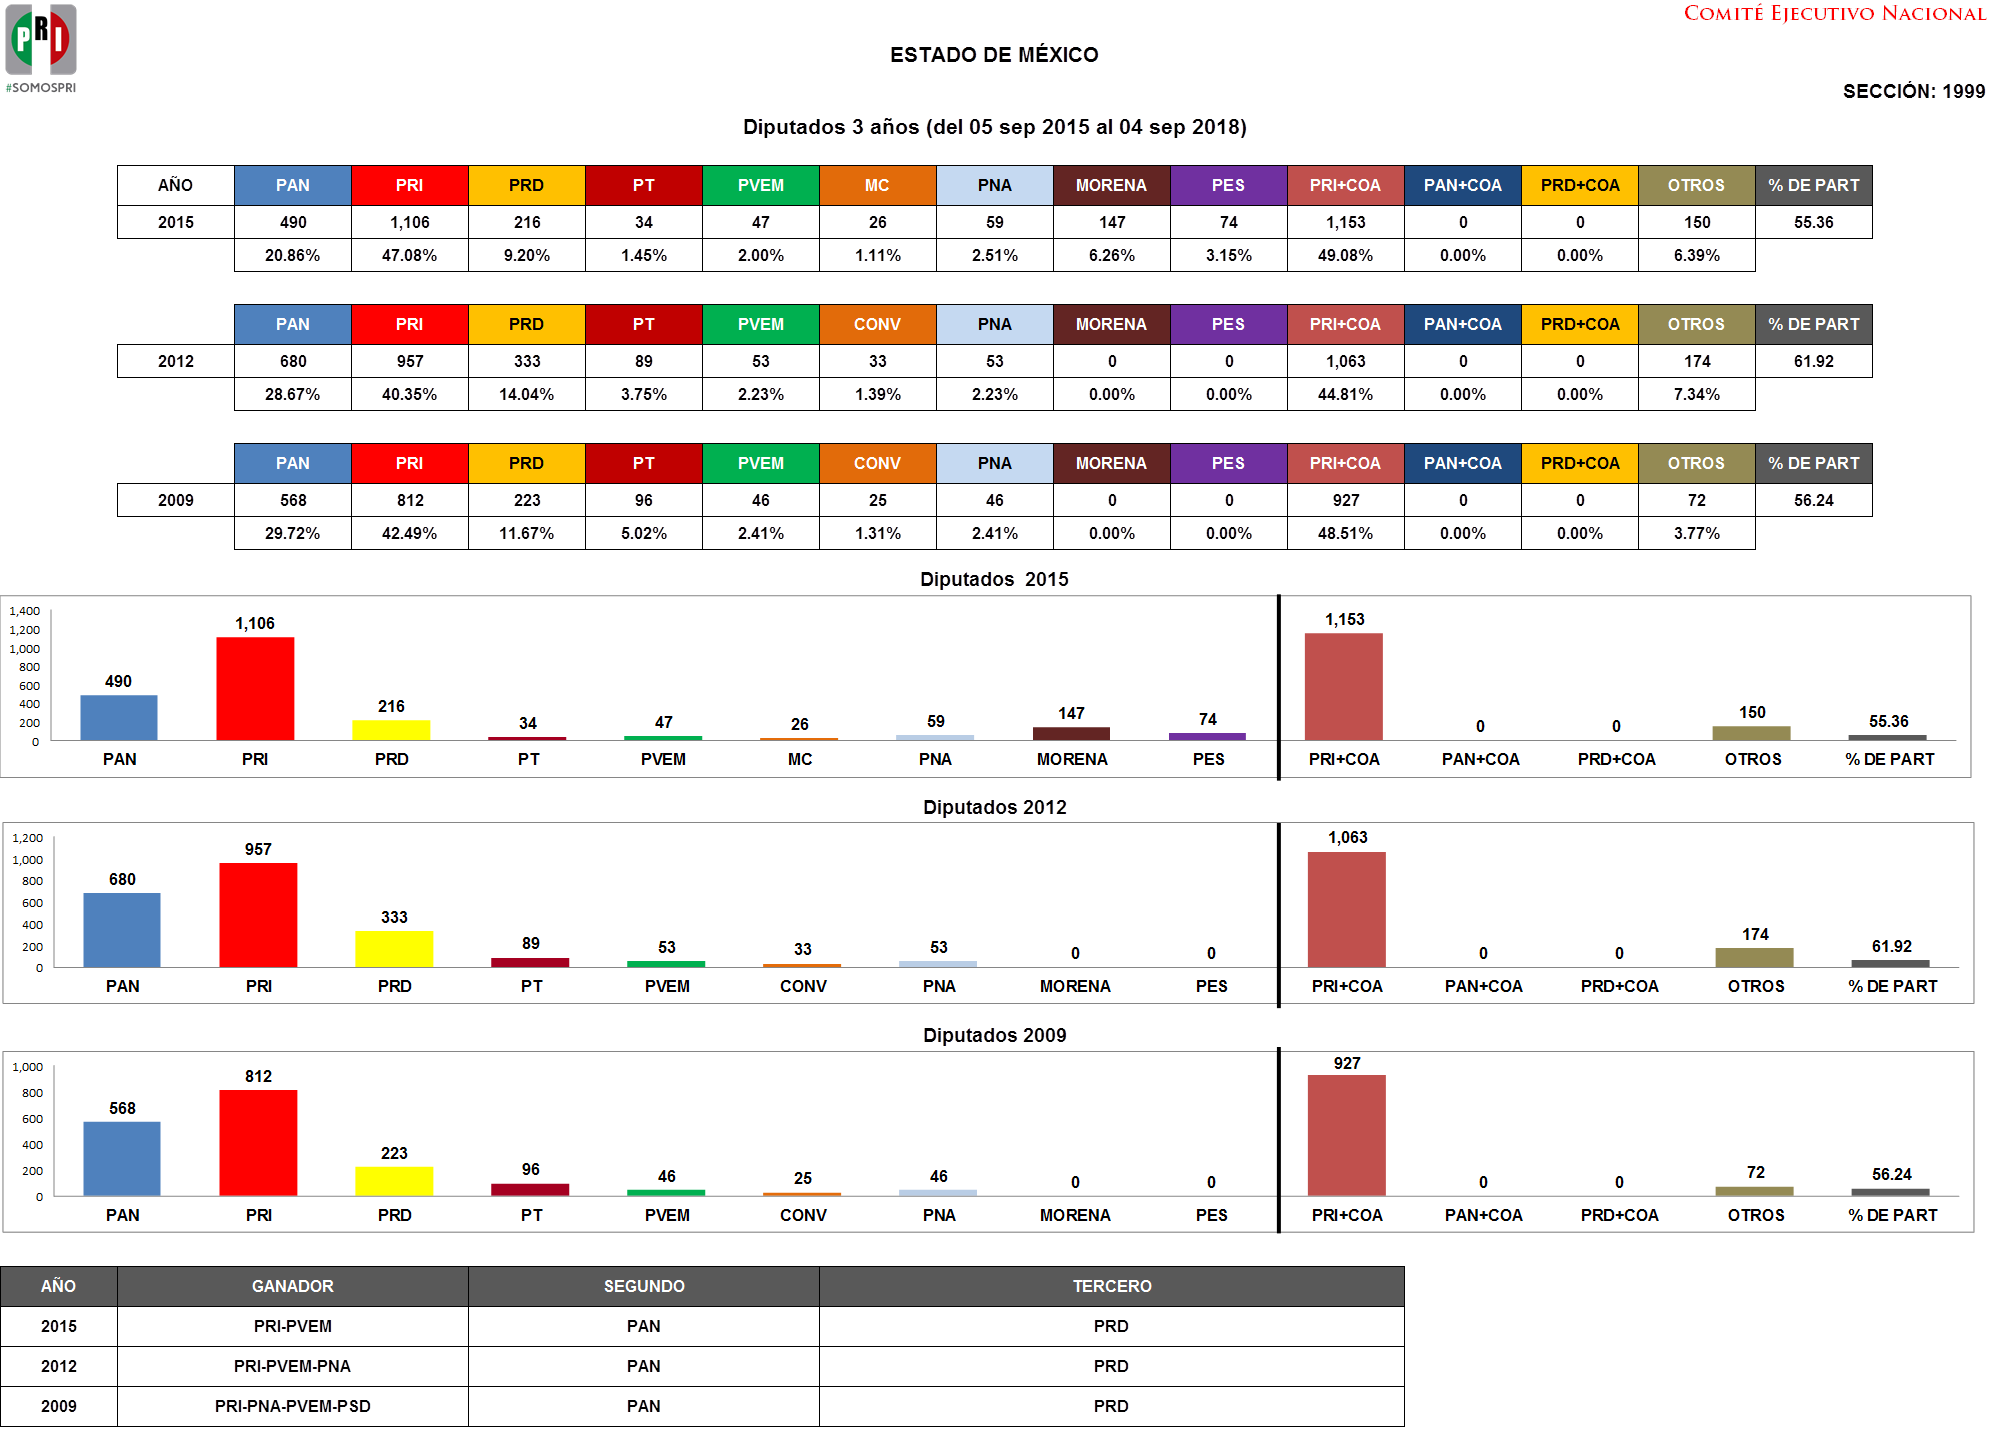 PRI
#SOMOSPRI
COMITÉ EJECUTIVO NACIONAL
ESTADO DE MÉXICO
SECCIÓN: 1999
Diputados 3 años (del 05 sep 2015 al 04 sep 2018)
AÑO PAN PRI PRD PT PVEM MC PNA MORENA PES PRI+COA PAN+COA PRD+COA OTROS % DE PART
2015 490 1,106 216 34 47 26 59 147 74 1,153 0 0 150 55.36
20.86% 47.08% 9.20% 1.45% 2.00% 1.11% 2.51% 6.26% 3.15% 49.08% 0.00% 0.00% 6.39%
PAN PRI PRD PT PVEM CONV PNA MORENA PES PRI+COA PAN+COA PRD+COA OTROS % DE PART
2012 680 957 333 89 53 33 53 0 0 1,063 0 0 174 61.92
28.67% 40.35% 14.04% 3.75% 2.23% 1.39% 2.23% 0.00% 0.00% 44.81% 0.00% 0.00% 7.34%
PAN PRI PRD PT PVEM CONV PNA MORENA PES PRI+COA PAN+COA PRD+COA OTROS % DE PART
2009 568 812 223 96 46 25 46 0 0 927 0 0 72 56.24
29.72% 42.49% 11.67% 5.02% 2.41% 1.31% 2.41% 0.00% 0.00% 48.51% 0.00% 0.00% 3.77%
Diputados 2015
1,400
1,200
1,000
800
600
400
200
0
490 1,106 216 34 47 26 59 147 74 1,153 0 0 150 55.36
PAN PRI PRD PT PVEM MC PNA MORENA PES PRI+COA PAN+COA PRD+COA OTROS % DE PART
Diputados 2012
1,200
1,000
800
600
400
200
0
680 957 333 89 53 33 53 0 0 1,063 0 0 174 61.92
PAN PRI PRD PT PVEM CONV PNA MORENA PES PRI+COA PAN+COA PRD+COA OTROS % DE PART
Diputados 2009
1,000
800
600
400
200
0
568 812 223 96 46 25 46 0 0 927 0 0 72 56.24
PAN PRI PRD PT PVEM CONV PNA MORENA PES PRI+COA PAN+COA PRD+COA OTROS % DE PART
AÑO GANADOR SEGUNDO TERCERO
2015 PRI-PVEM PAN PRD
2012 PRI-PVEM-PNA PAN PRD
2009 PRI-PNA-PVEM-PSD PAN PRD